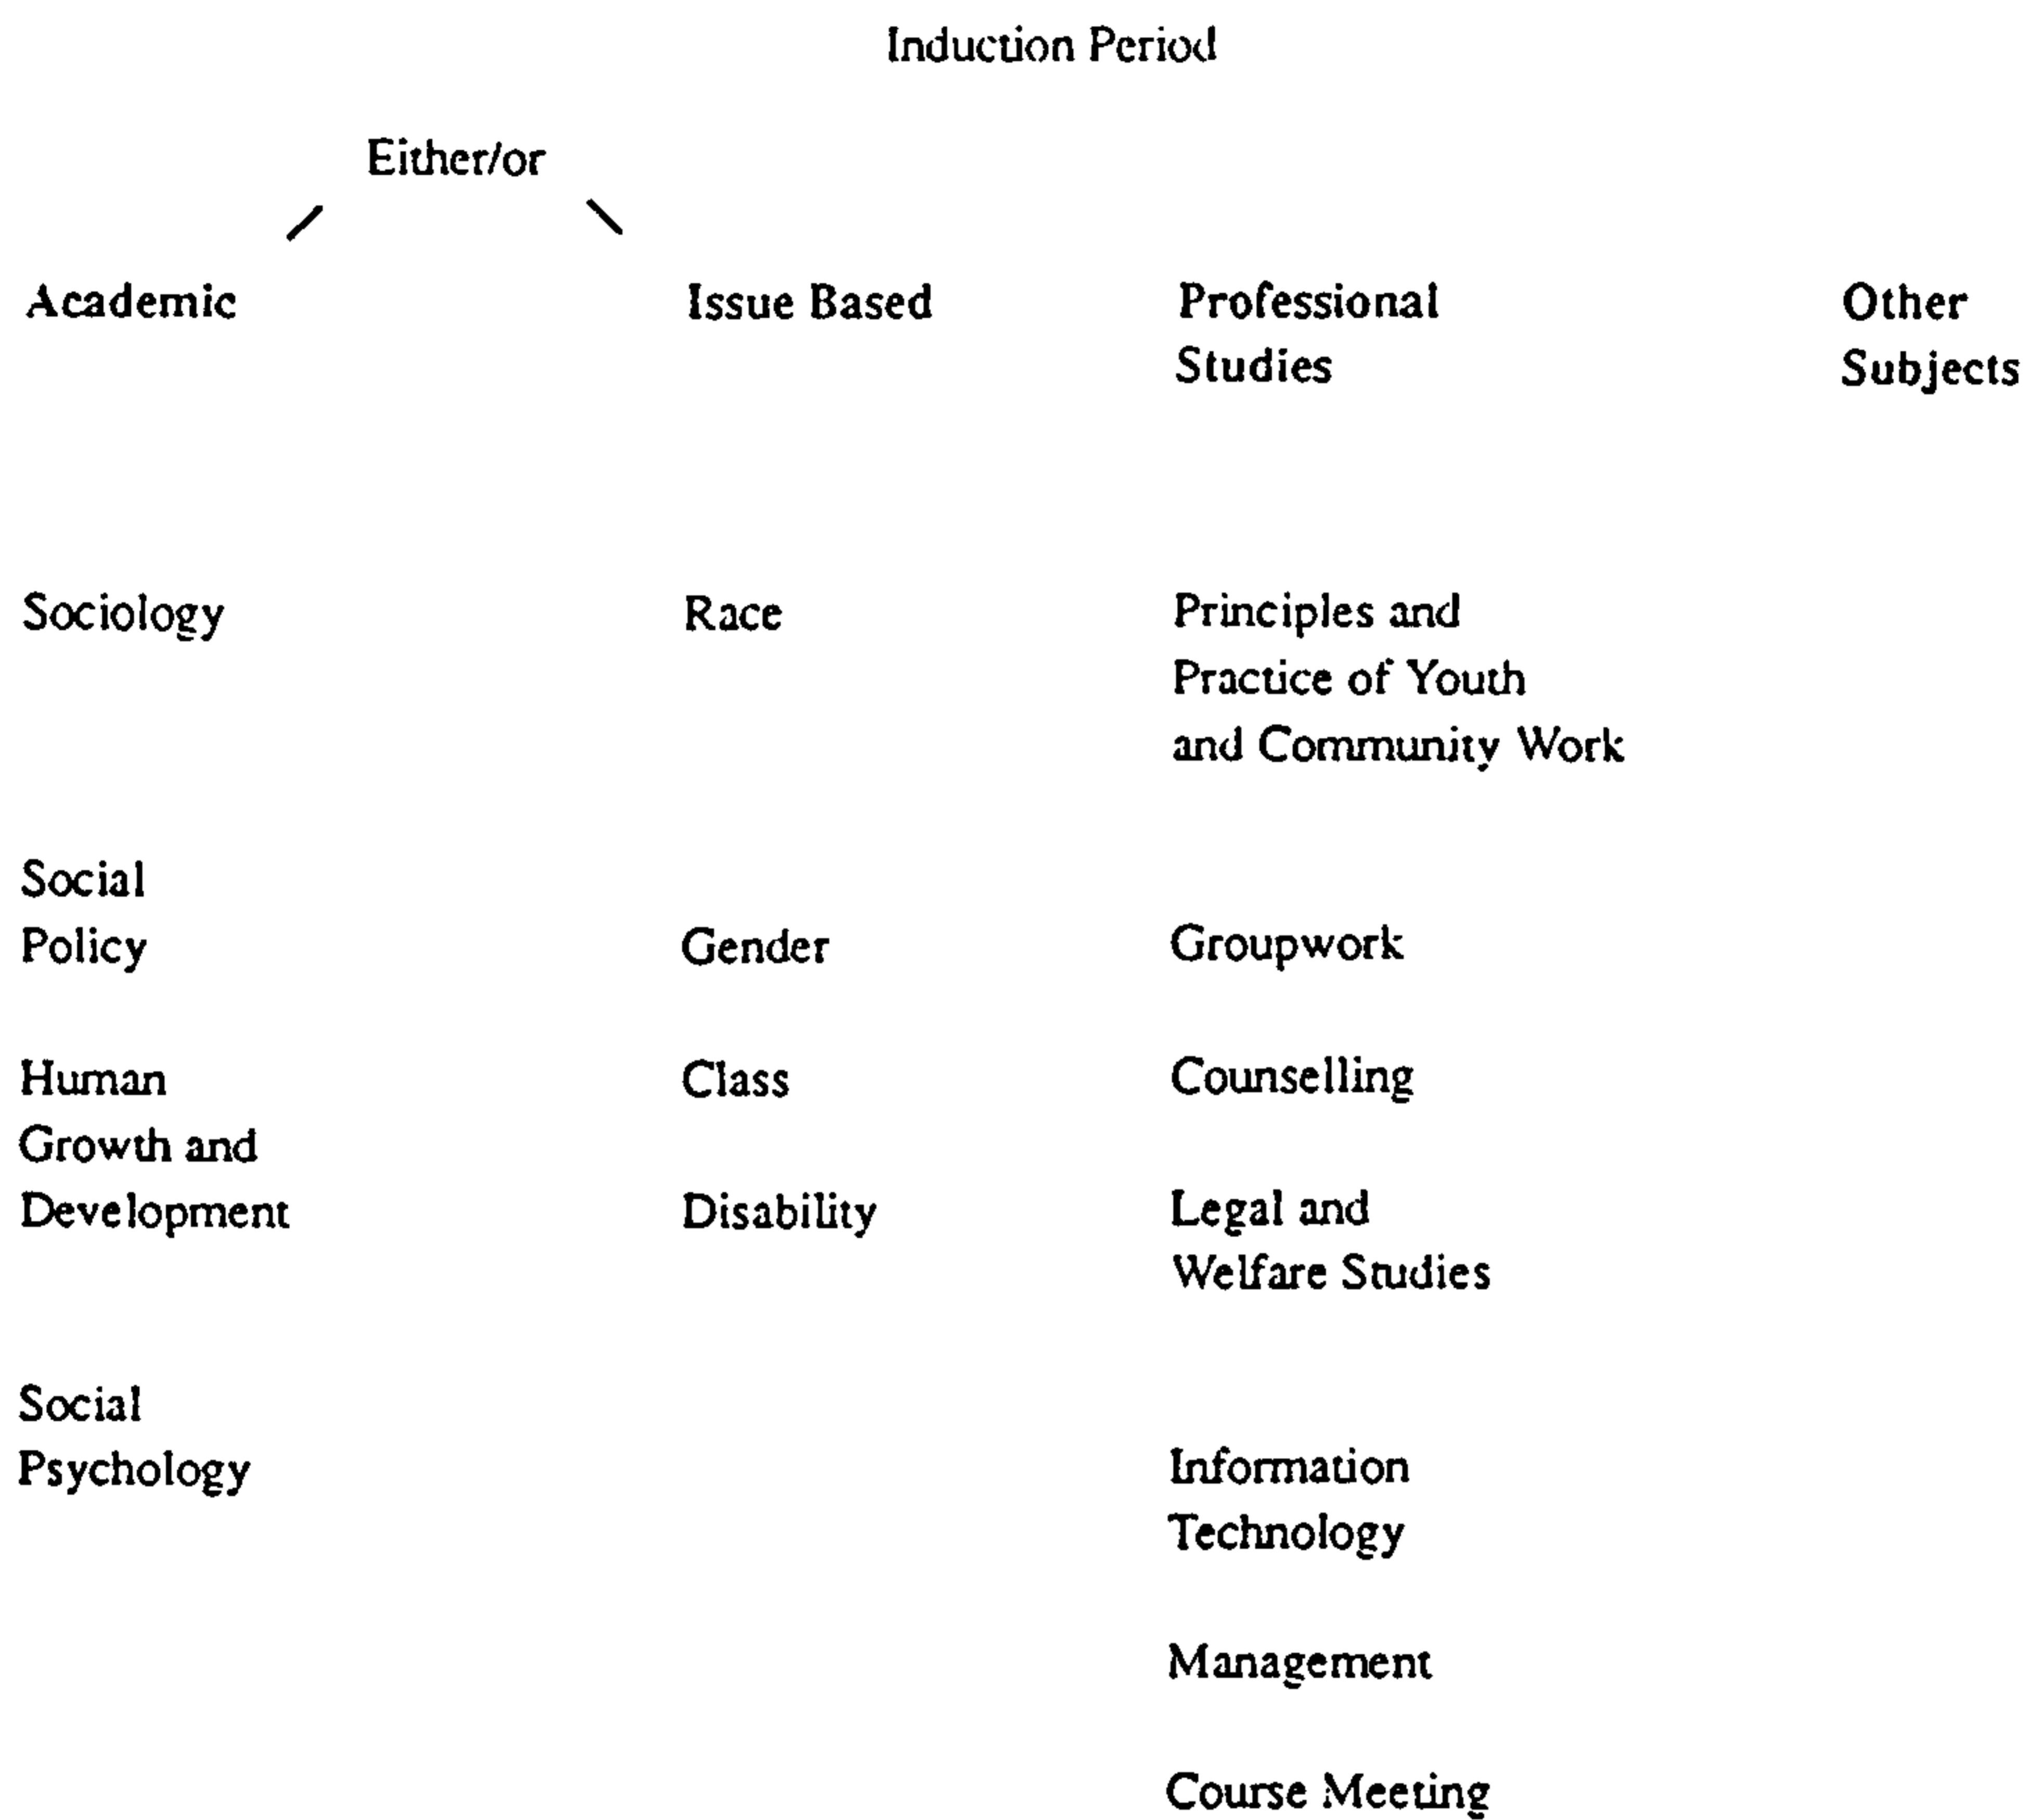 Induction Period
Either/or
Academic Issue Based Professional Other
Studies Subjects
Sociology Race Principles and
Practice of Youth
and Community Work
Social
Policy Gender Groupwork
Human Class Counselling
Growth and
Development Disability Legal and
Welfare Studies
Social
Psychology Information
Technology
Management
Course Meeting